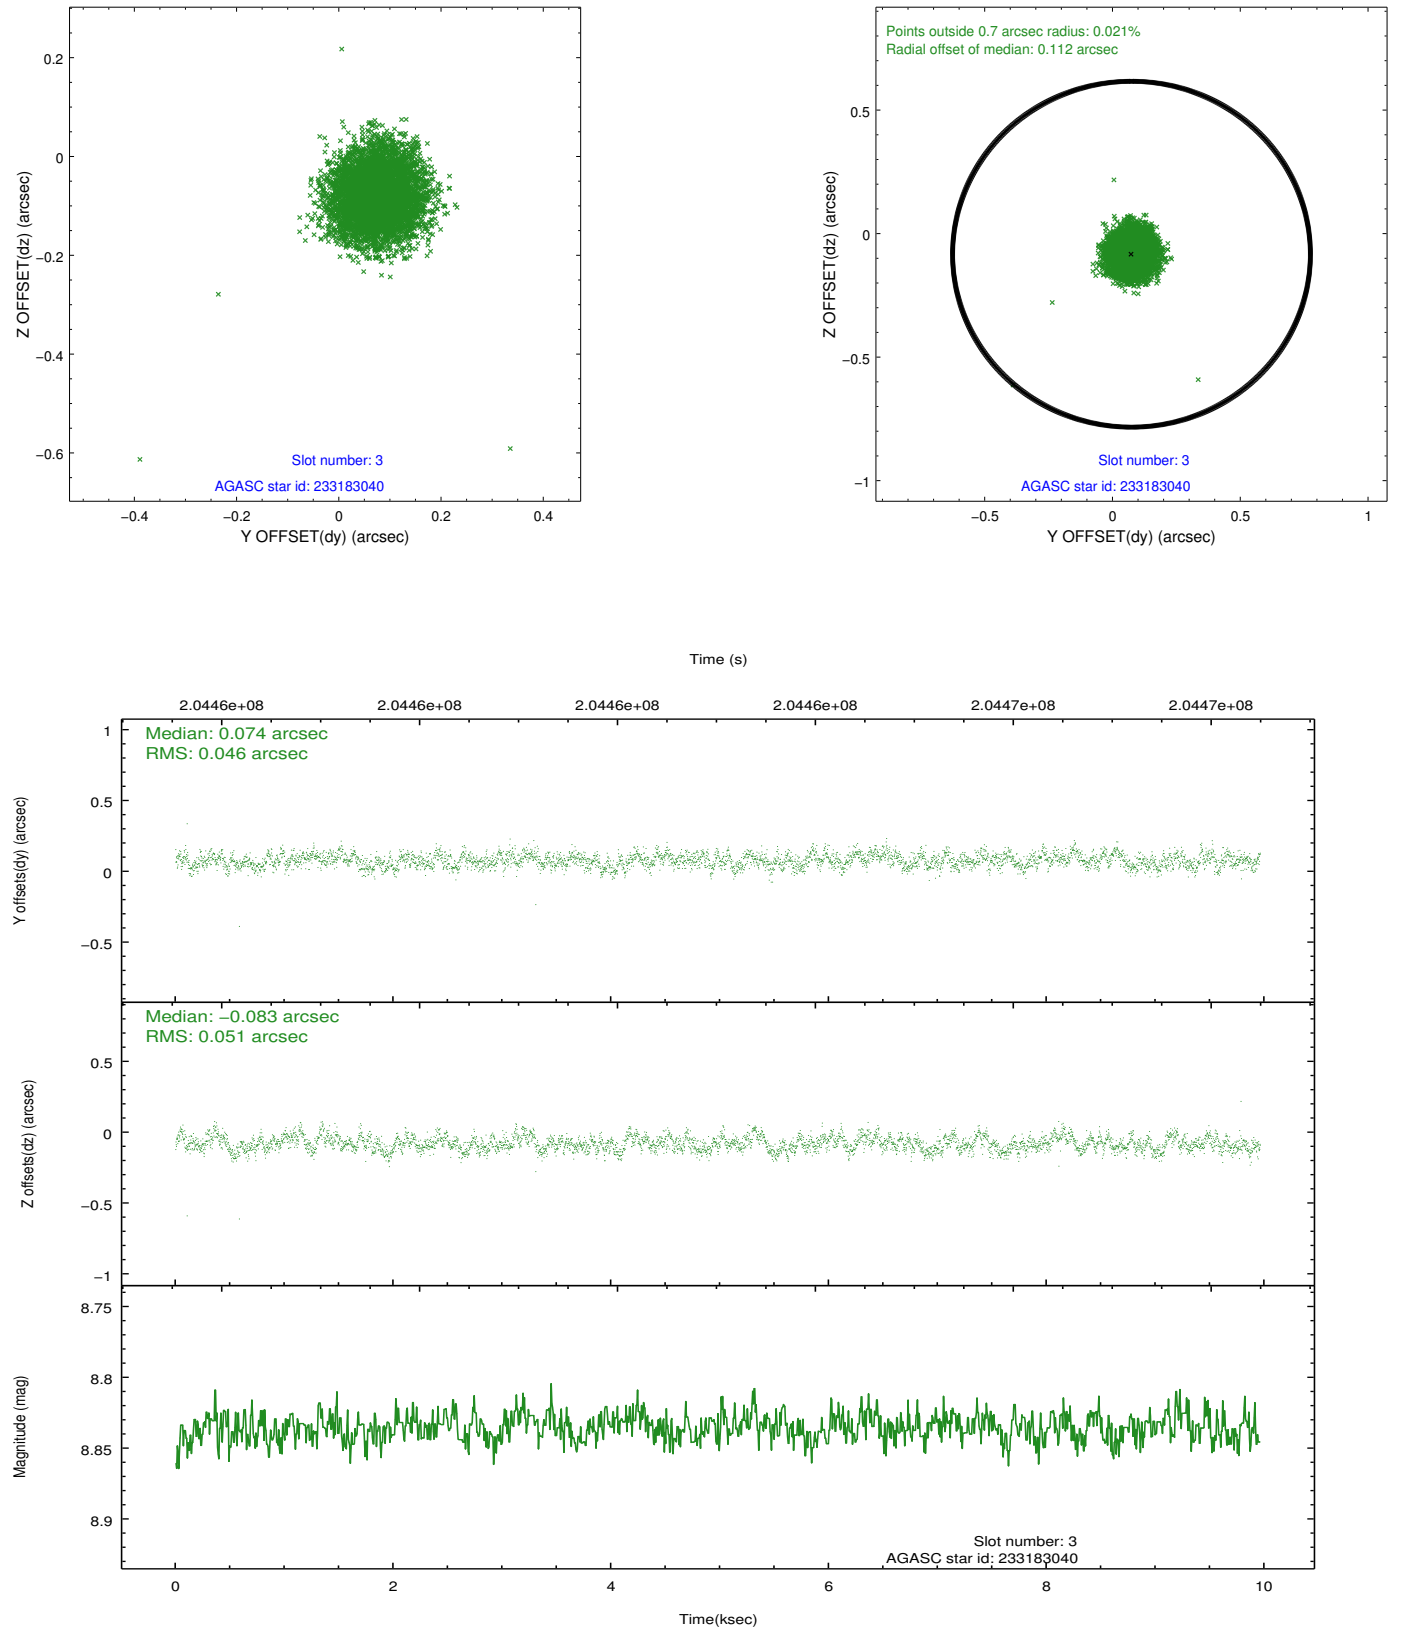 0.2
0
−0.2
−0.4
−0.6
Z OFFSET(dz) (arcsec)
Slot number: 3
AGASC star id: 233183040
−0.4
−0.2
0
0.2
0.4
Y OFFSET(dy) (arcsec)
Points outside 0.7 arcsec radius: 0.021%
Radial offset of median: 0.112 arcsec
0.5
0
−0.5
−1
Z OFFSET(dz) (arcsec)
Slot number: 3
AGASC star id: 233183040
−0.5
0
0.5
1
Y OFFSET(dy) (arcsec)
Time (s)
2.0446e+08
2.0446e+08
2.0446e+08
2.0446e+08
2.0447e+08
2.0447e+08
Median: 0.074 arcsec
RMS: 0.046 arcsec
1
0.5
0
−0.5
Y offsets(dy) (arcsec)
Median: −0.083 arcsec
RMS: 0.051 arcsec
0.5
0
−0.5
−1
Z offsets(dz) (arcsec)
8.75
8.8
8.85
8.9
Magnitude (mag)
Slot number: 3
AGASC star id: 233183040
0
2
4
6
8
10
Time(ksec)